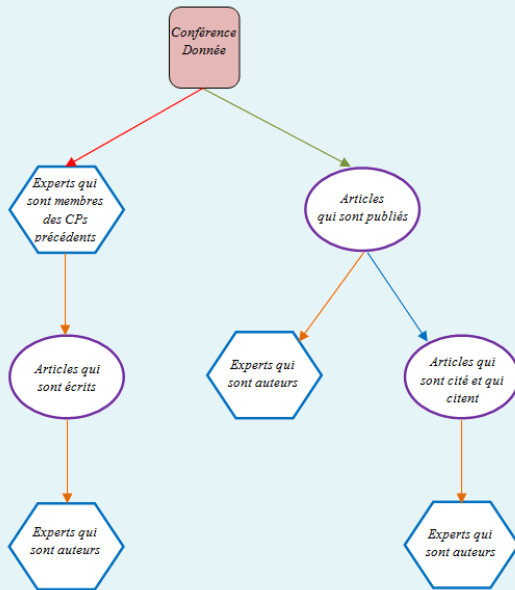 Conférence
Donnée
Experts qui
sont membres
des CPs
précédents
Articles
qui sont publiés
Articles qui
sont écrits
Experts qui
sont auteurs
Articles qui
sont cité et qui
citent
Experts qui
sont auteurs
Experts qui
sont auteurs